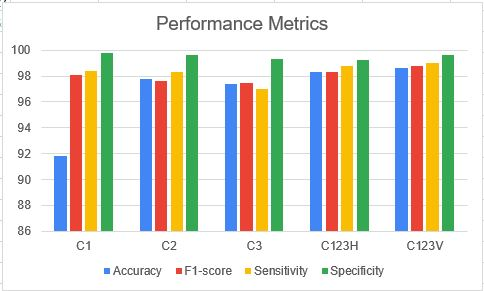 Performance Metrics
100
98
96
94
92
90
88
86
C1 C2 C3 C123H C123V
Accuracy F1-score Sensitivity Specificity